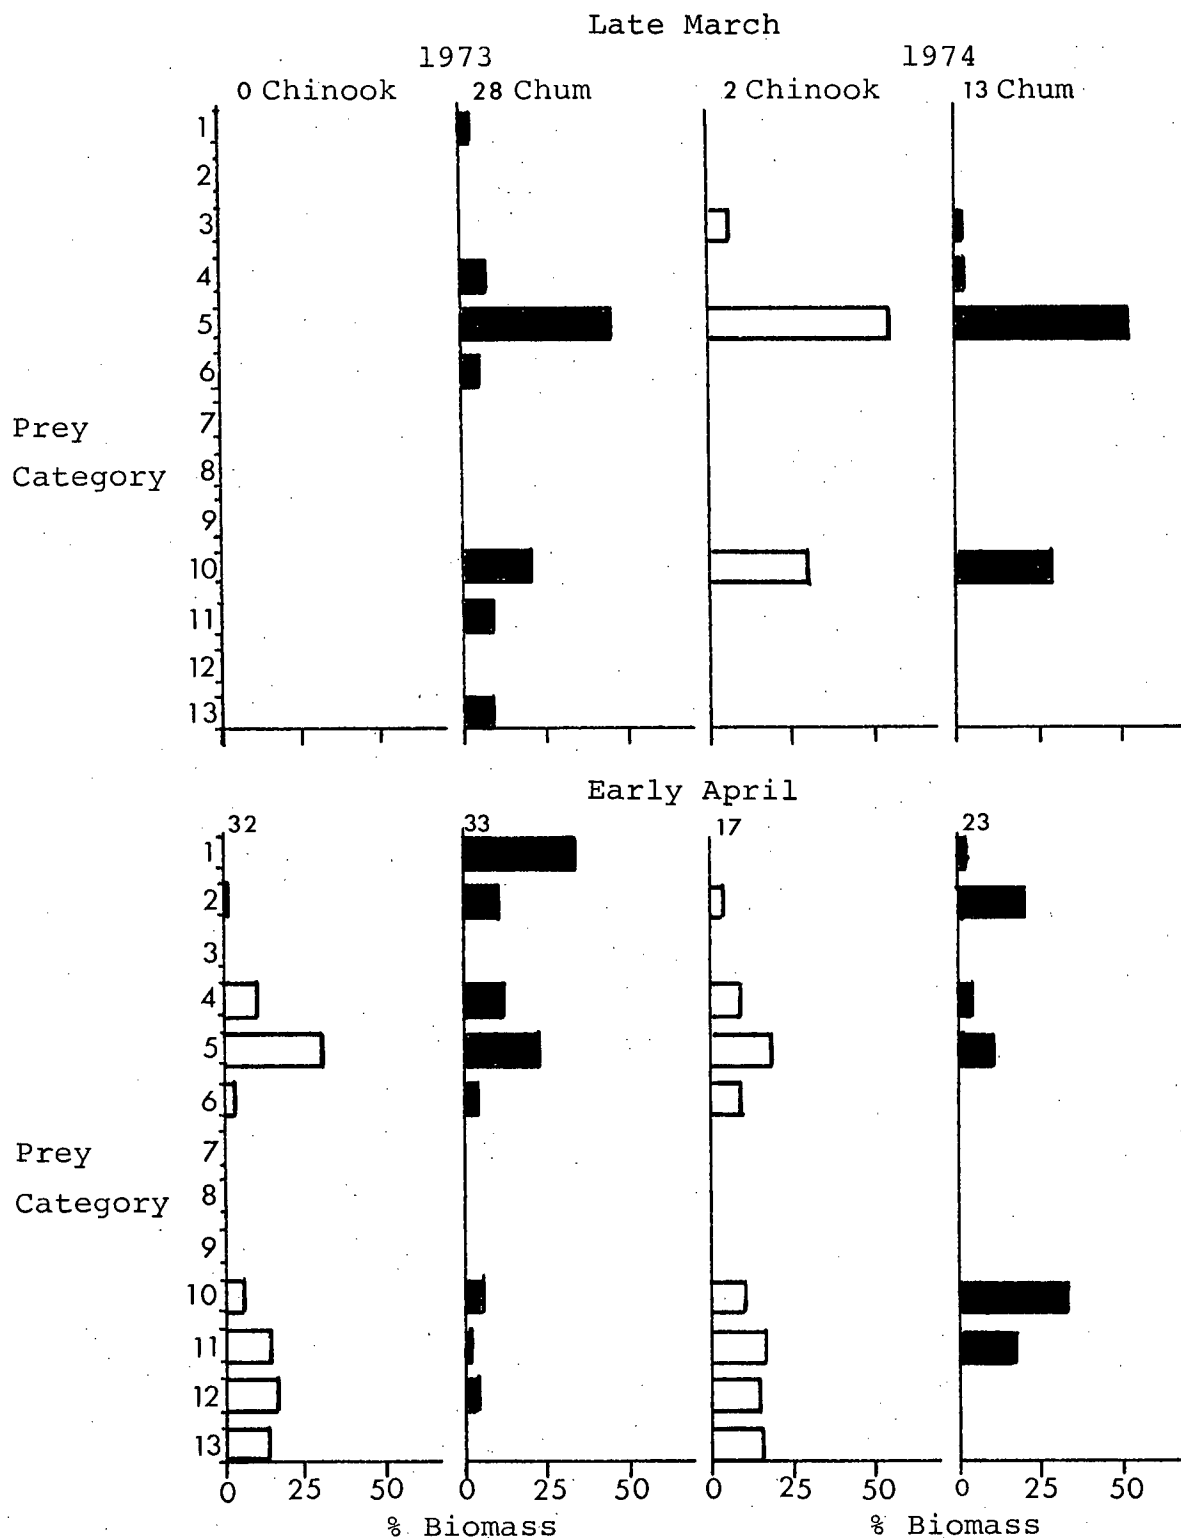 Late March
1973 1974
0 Chinook 28 Chum 2 Chinook 13 Chum
1
2
3
4
5
6
7
8
9
10
11
12
13
Prey
Category
Early April
32 33 17 23
1
2
3
4
5
6
7
8
9
10
11
12
13
Prey
Category
0 25 50 0 25 50 0 25 50 0 25 50
% Biomass % Biomass